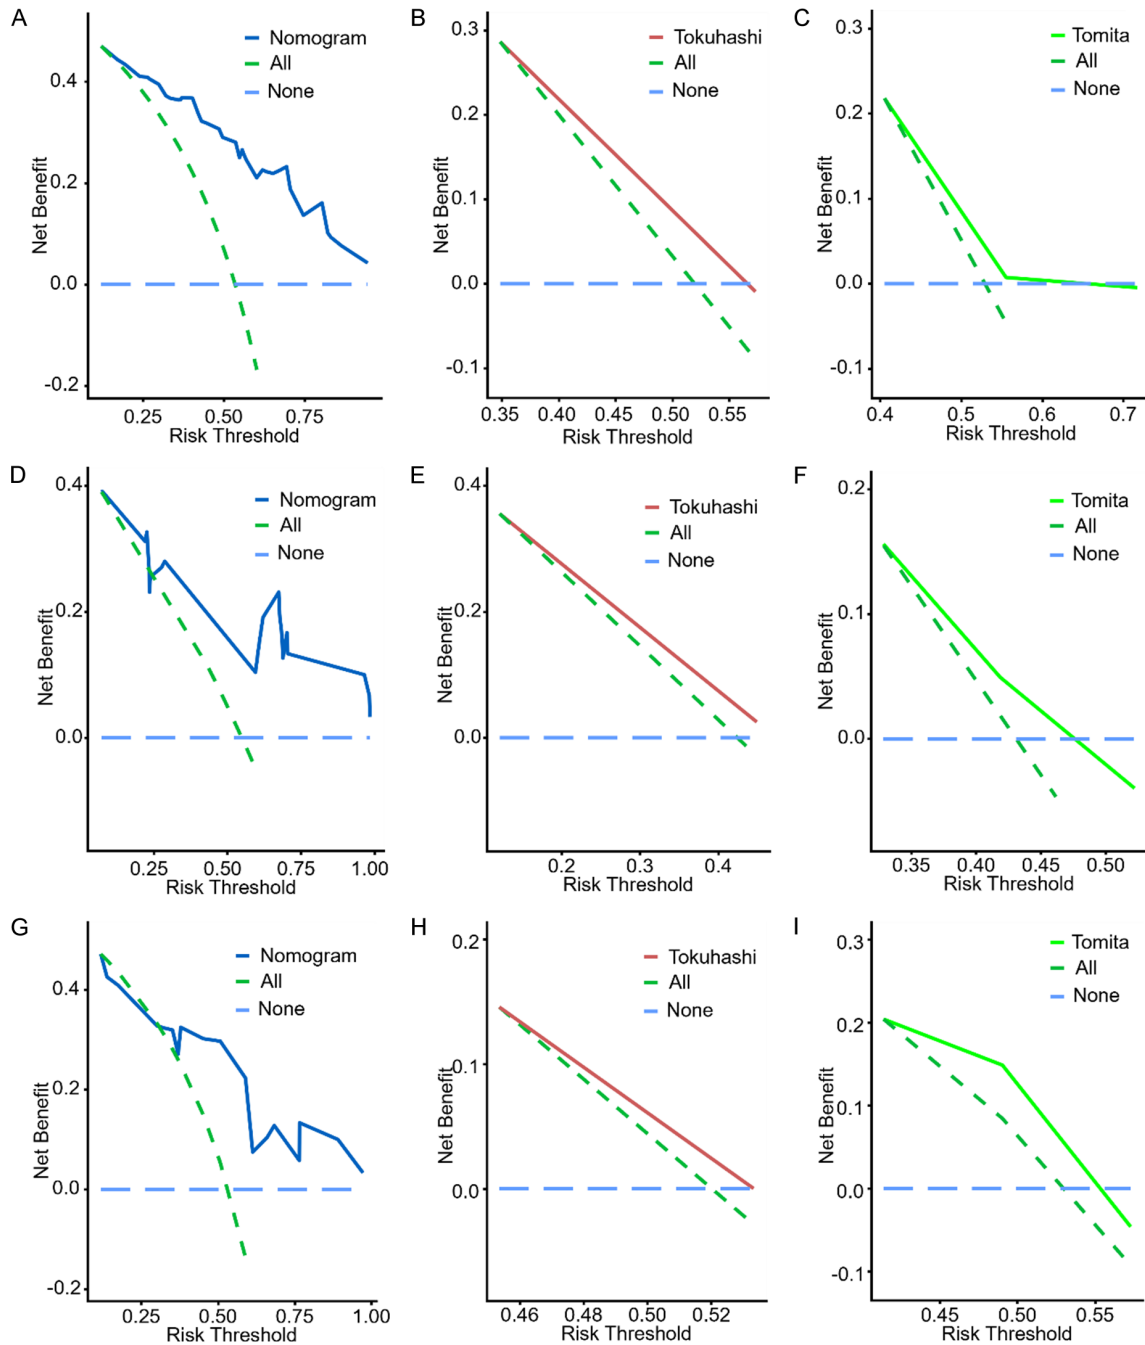 A
Nomogram
All
None
0.4
0.2
0.0
-0.2
Net Benefit
0.25 0.50 0.75
Risk Threshold
B
Tokuhashi
All
None
0.3
0.2
0.1
0.0
-0.1
Net Benefit
0.35 0.40 0.45 0.50 0.55
Risk Threshold
C
Tomita
All
None
0.3
0.2
0.1
0.0
-0.1
Net Benefit
0.4 0.5 0.6 0.7
Risk Threshold
D
Nomogram
All
None
0.4
0.2
0.0
Net Benefit
0.25 0.50 0.75 1.00
Risk Threshold
E
Tokuhashi
All
None
0.4
0.2
0.0
Net Benefit
0.2 0.3 0.4
Risk Threshold
F
Tomita
All
None
0.2
0.1
0.0
Net Benefit
0.35 0.40 0.45 0.50
Risk Threshold
G
Nomogram
All
None
0.4
0.2
0.0
-0.2
Net Benefit
0.25 0.50 0.75 1.00
Risk Threshold
H
Tokuhashi
All
None
0.2
0.1
0.0
Net Benefit
0.46 0.48 0.50 0.52
Risk Threshold
I
Tomita
All
None
0.3
0.2
0.1
0.0
-0.1
Net Benefit
0.45 0.50 0.55
Risk Threshold